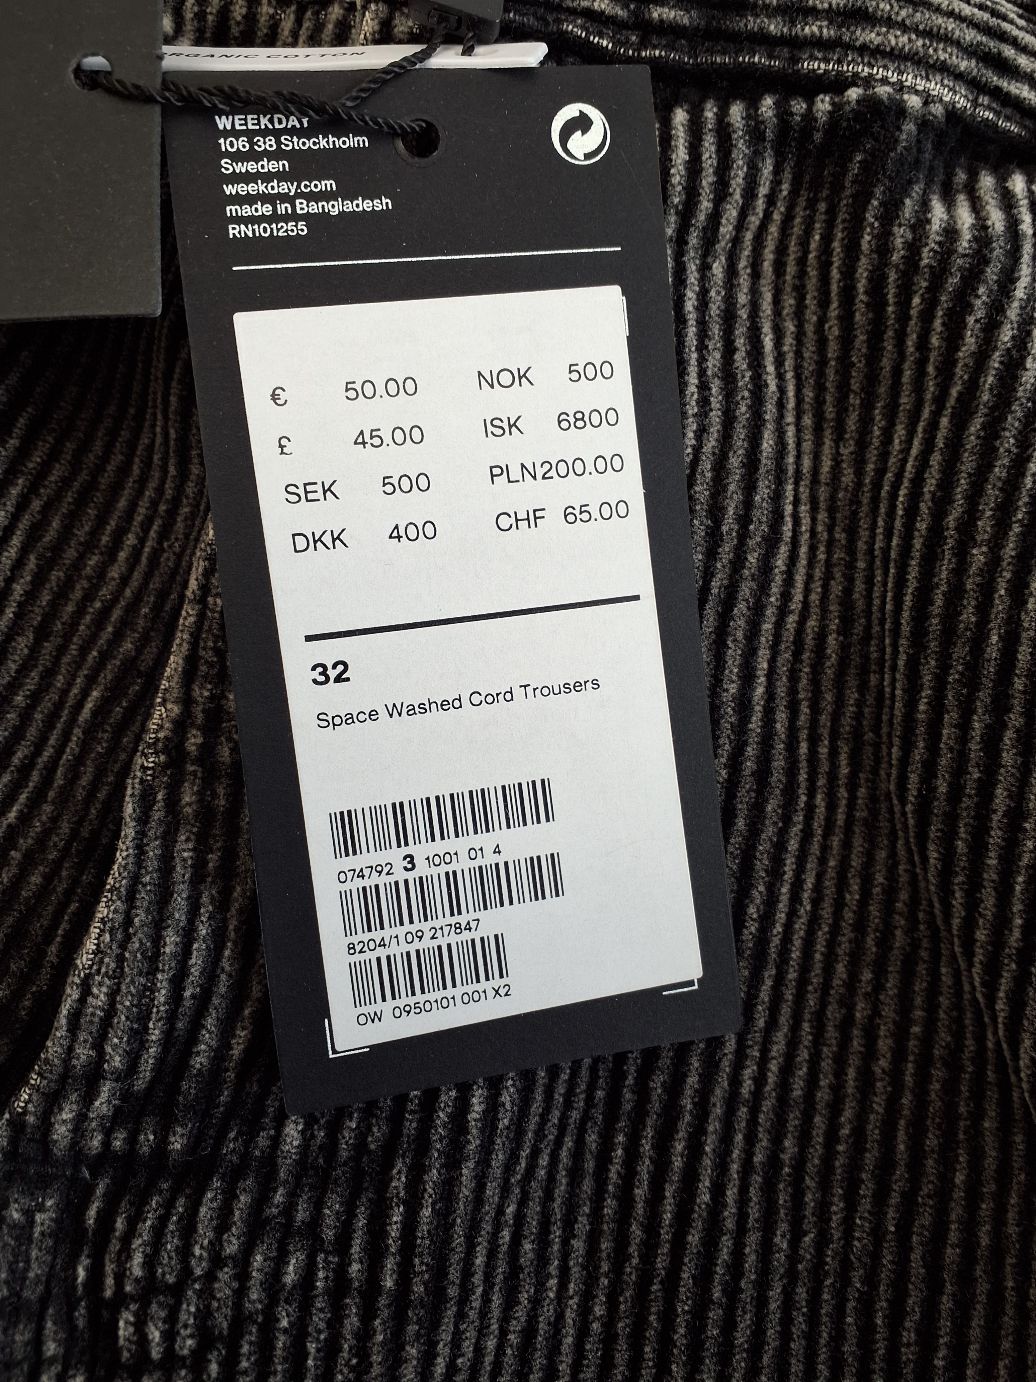 ORGANIC COTTON
WEEKDAY
106 38 Stockholm
Sweden
weekday.com
made in Bangladesh
RN101255
€ 50.00 NOK 500
£ 45.00 ISK 6800
SEK 500 PLN200.00
DKK 400 CHF 65.00
32
Space Washed Cord Trousers
074792 3 1001 01 4
8204/1 09 217847
OW 0950101 001 X2